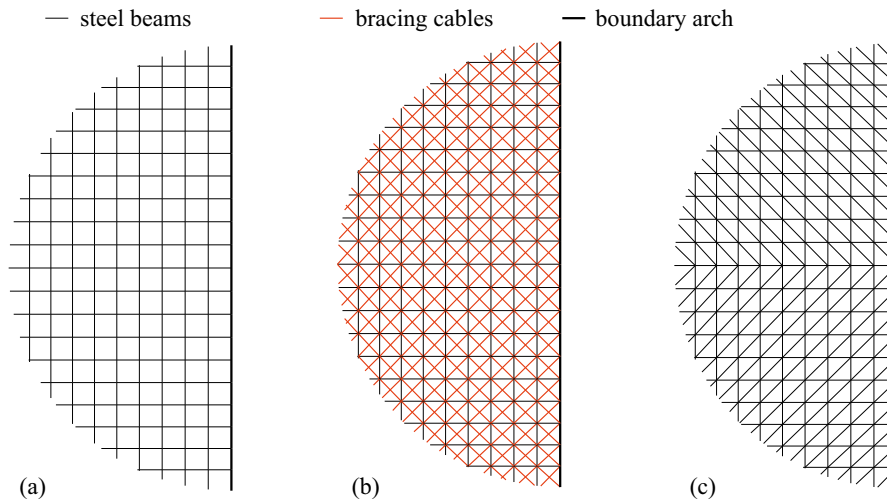 steel beams
bracing cables
boundary arch
(a)
(b)
(c)